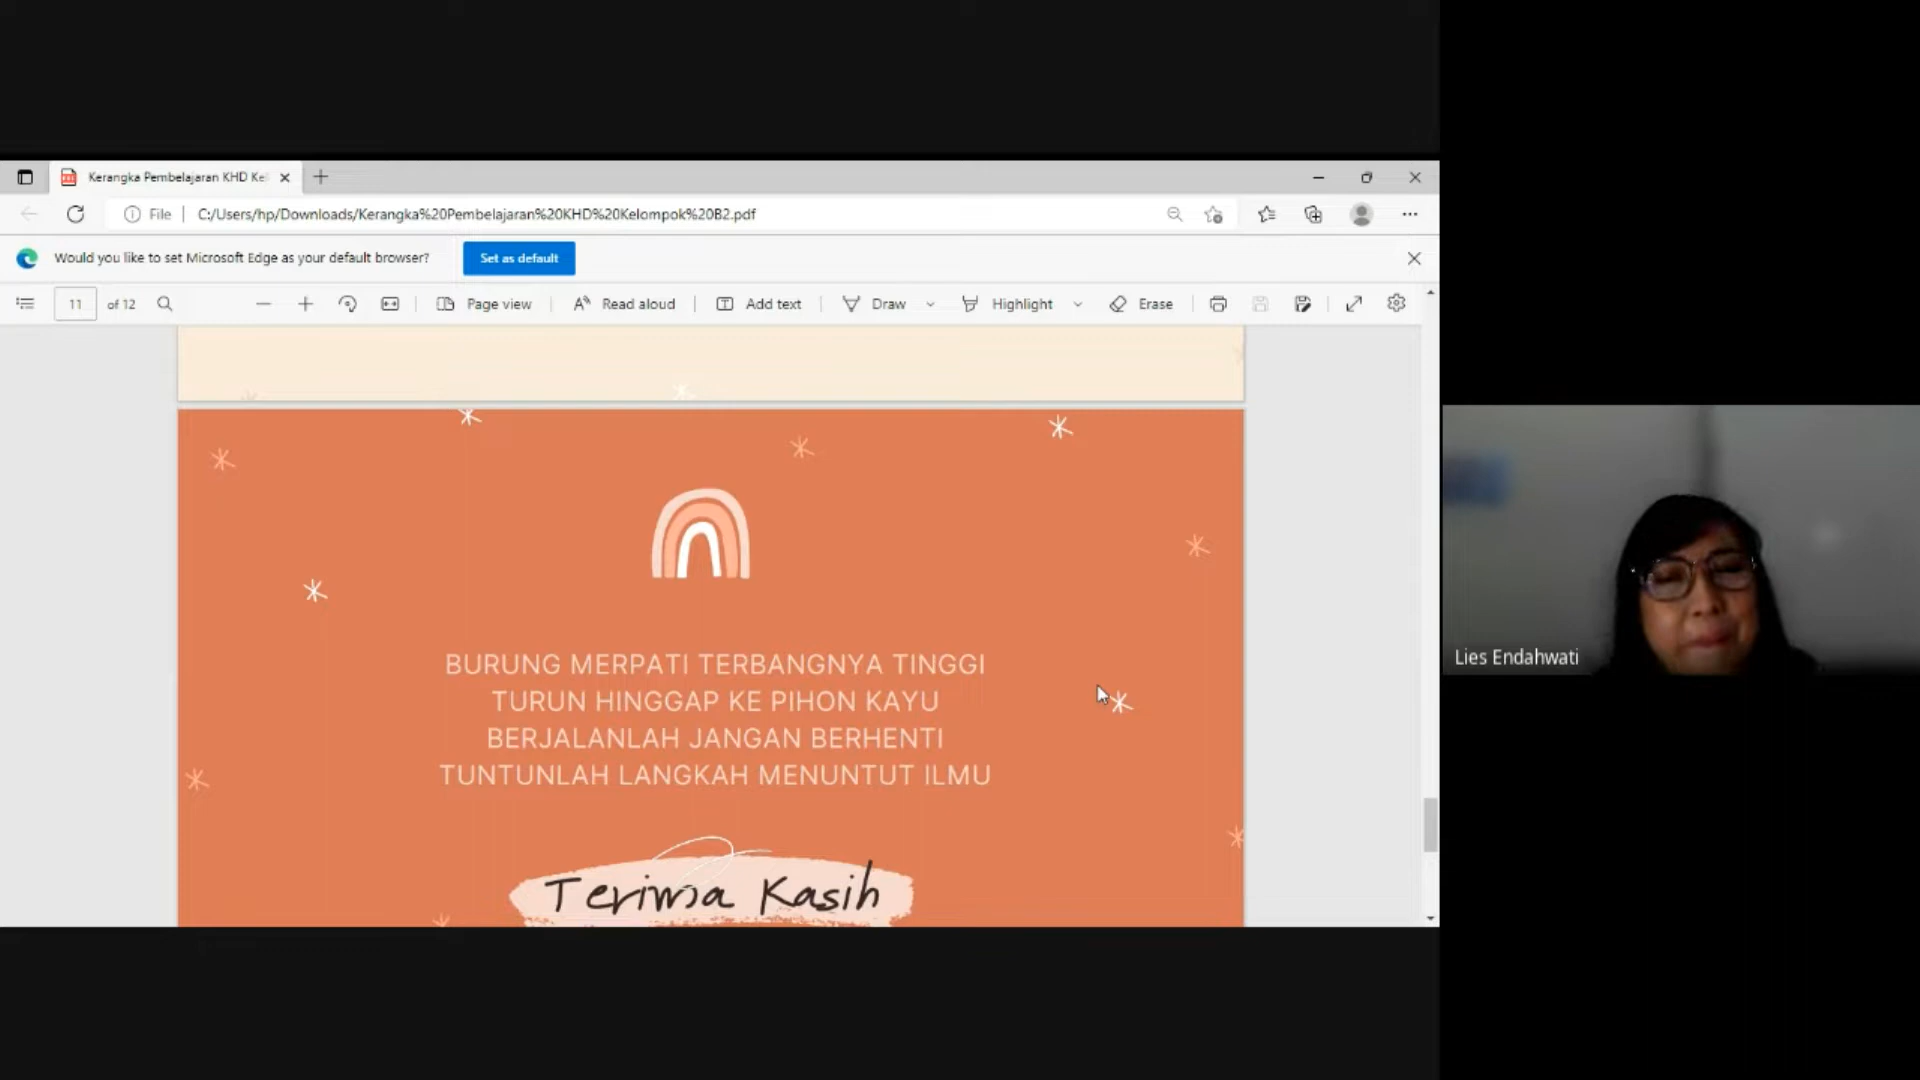 Kerangka Pembelajaran KHD Ke
File
C:/Users/hp/Downloads/Kerangka%20Pembelajaran%20KHD%20Kelompok%20B2.pdf
Would you like to set Microsoft Edge as your default browser?
Set as default
11 of 12
Page view
Read aloud
Add text
Draw
Highlight
Erase
BURUNG MERPATI TERBANGNYA TINGGI
TURUN HINGGAP KE PIHON KAYU
BERJALANLAH JANGAN BERHENTI
TUNTUNLAH LANGKAH MENUNTUT ILMU
Terima Kasih
Lies Endahwati